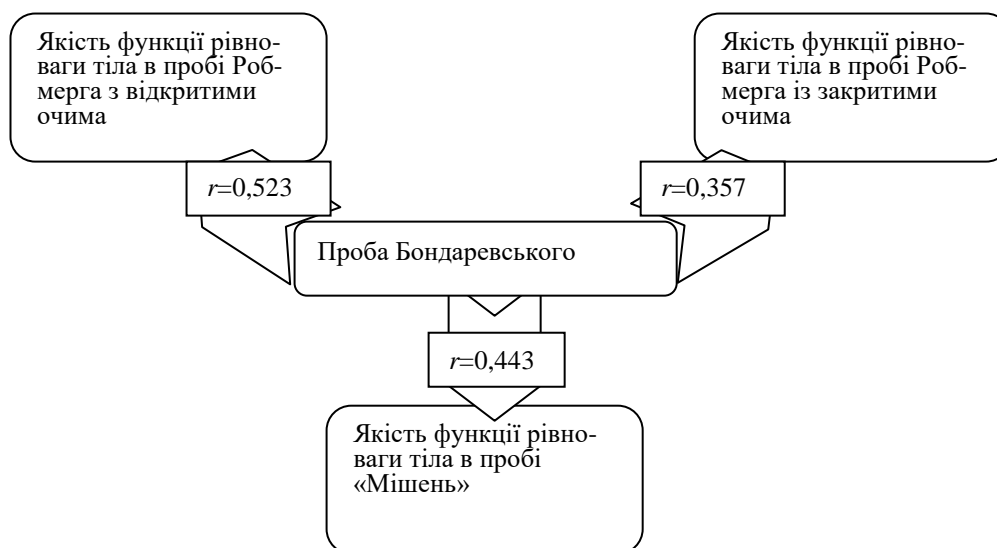 Якість функції рівно-
ваги тіла в пробі Роб-
мерга з відкритими
очима
Якість функції рівно-
ваги тіла в пробі Роб-
мерга із закритими
очима
r=0,523
r=0,357
Проба Бондаревського
r=0,443
Якість функції рівно-
ваги тіла в пробі
«Мішень»